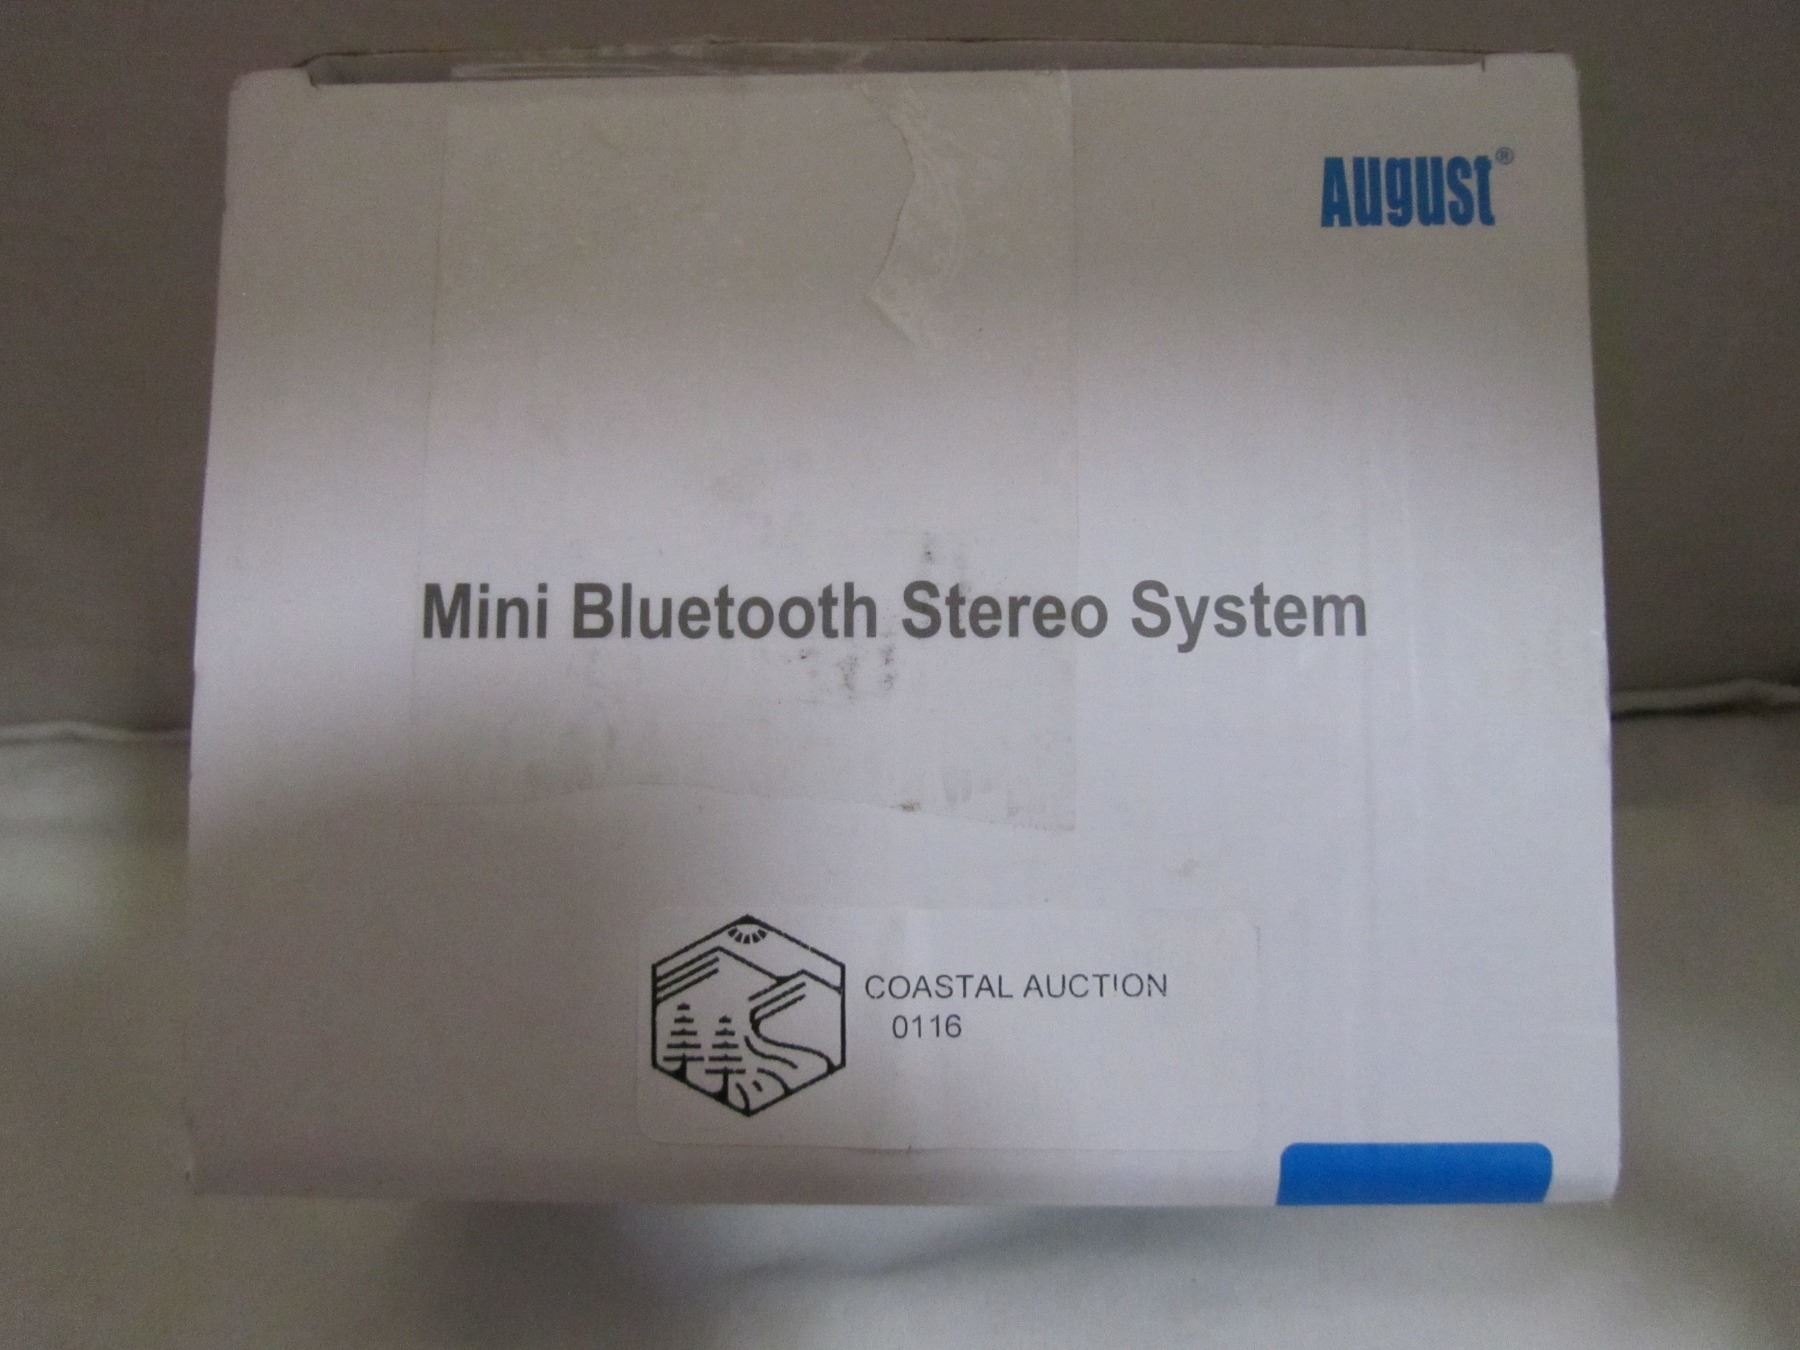 August®
Mini Bluetooth Stereo System
COASTAL AUCTION
0116